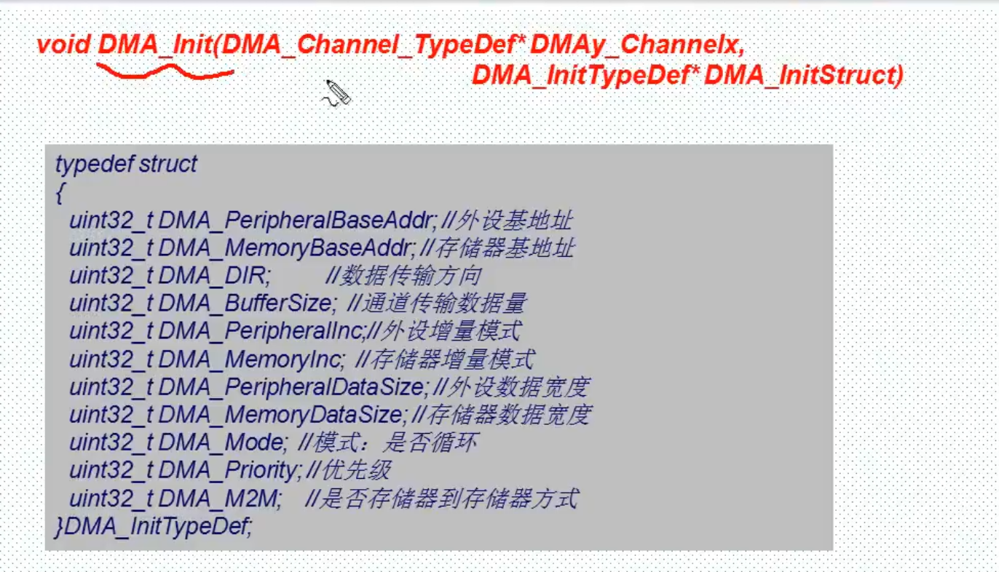 void DMA_Init(DMA_Channel_TypeDef* DMAy_Channelx,
DMA_InitTypeDef* DMA_InitStruct)
typedef struct
{
uint32_t DMA_PeripheralBaseAddr; //外设基地址
uint32_t DMA_MemoryBaseAddr; //存储器基地址
uint32_t DMA_DIR; //数据传输方向
uint32_t DMA_BufferSize; //通道传输数据量
uint32_t DMA_PeripheralInc;//外设增量模式
uint32_t DMA_MemoryInc; //存储器增量模式
uint32_t DMA_PeripheralDataSize; //外设数据宽度
uint32_t DMA_MemoryDataSize; //存储器数据宽度
uint32_t DMA_Mode; //模式：是否循环
uint32_t DMA_Priority; //优先级
uint32_t DMA_M2M; //是否存储器到存储器方式
}DMA_InitTypeDef;